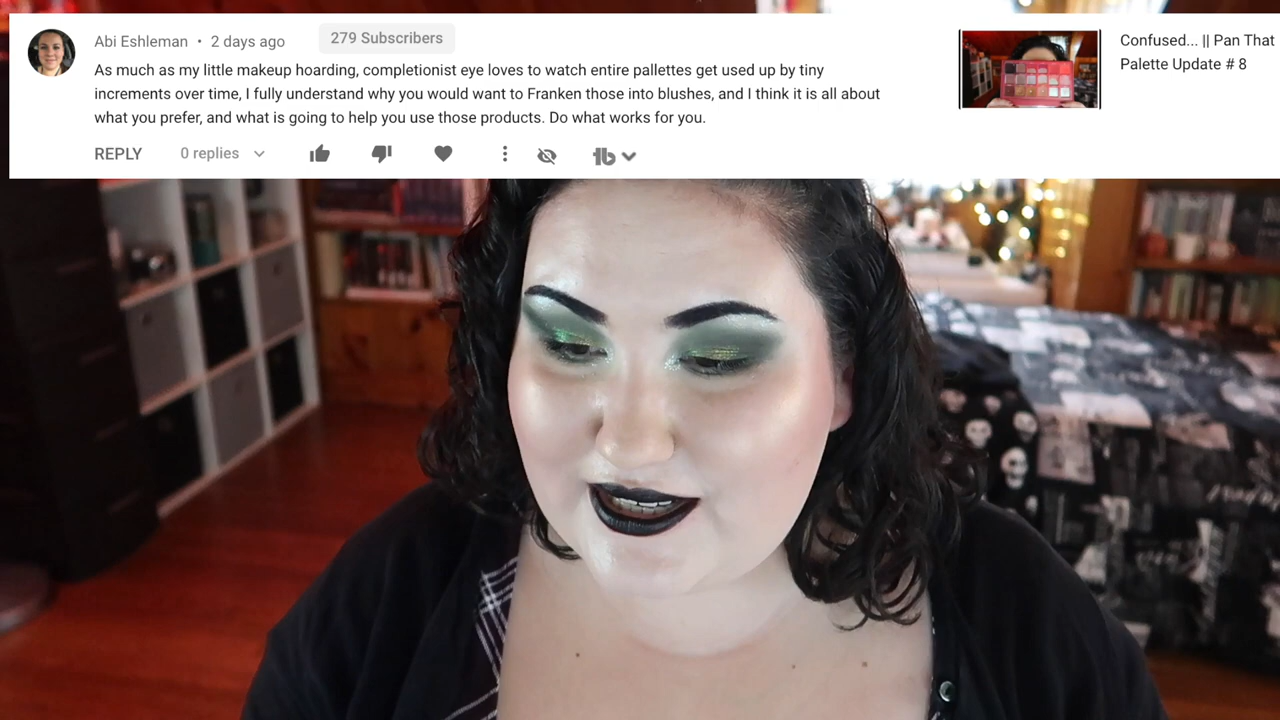 Abi Eshleman • 2 days ago 279 Subscribers
As much as my little makeup hoarding, completionist eye loves to watch entire pallettes get used up by tiny
increments over time, I fully understand why you would want to Franken those into blushes, and I think it is all about
what you prefer, and what is going to help you use those products. Do what works for you.
REPLY 0 replies
Confused... || Pan That
Palette Update # 8